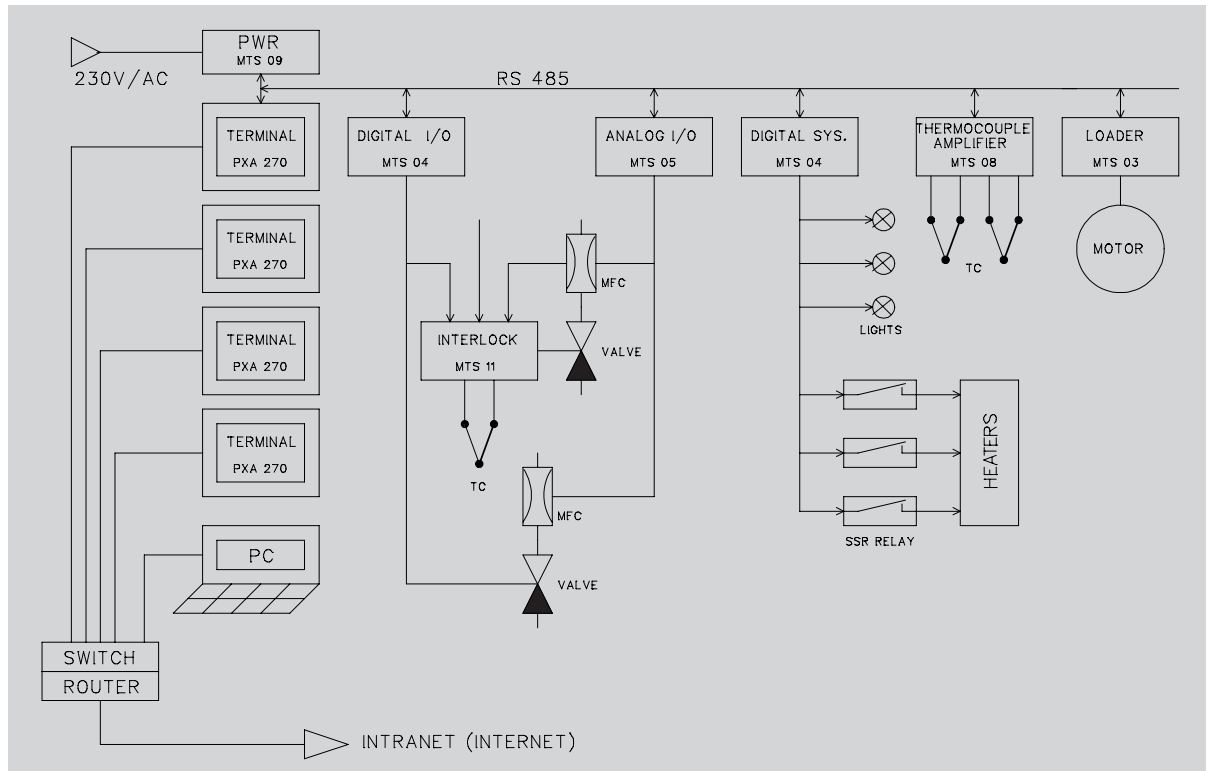 PWR
MTS 09
230V/AC
RS 485
TERMINAL
PXA 270
DIGITAL I/O
MTS 04
ANALOG I/O
MTS 05
DIGITAL SYS.
MTS 04
THERMOCOUPLE
AMPLIFIER
MTS 08
LOADER
MTS 03
TERMINAL
PXA 270
MFC
TC
MOTOR
LIGHTS
TERMINAL
PXA 270
INTERLOCK
MTS 11
VALVE
TERMINAL
PXA 270
TC
MFC
HEATERS
SSR RELAY
PC
VALVE
SWITCH
ROUTER
INTRANET (INTERNET)